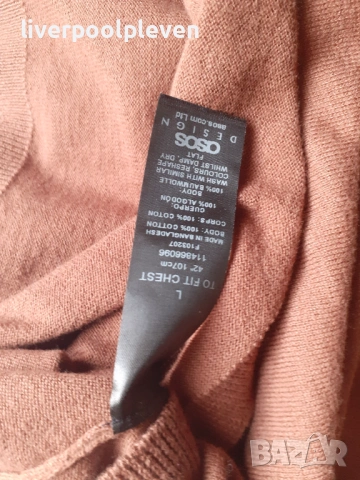 liverpoolpleven
L
TO FIT CHEST
42" 107cm
114866096
F103207
MADE IN BANGLADESH
BODY: 100% COTTON
CORPS: 100% COTON
CUERPO:
100% ALGODÓN
BODY:
100% BAUMWOLLE
WASH WITH SIMILAR
COLOURS, RESHAPE
WHILST DAMP, DRY
FLAT
asos
DESIGN
asos.com Ltd
BAZAR